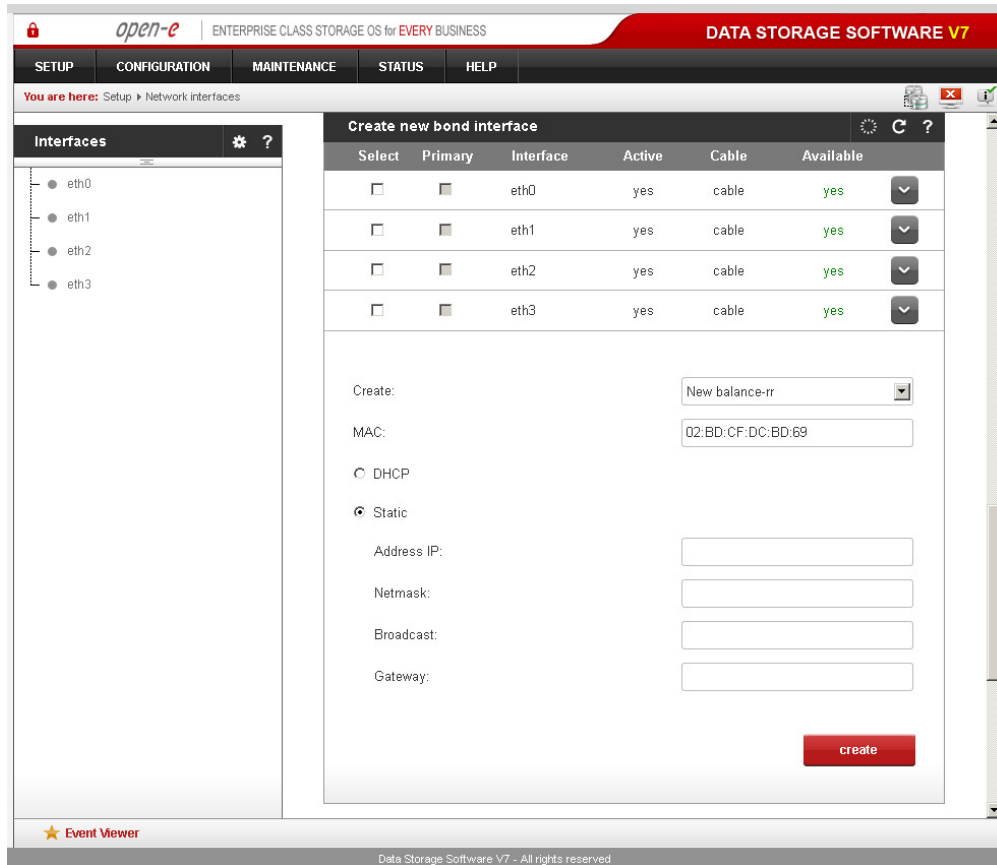 open-e ENTERPRISE CLASS STORAGE OS for EVERY BUSINESS DATA STORAGE SOFTWARE V7
SETUP CONFIGURATION MAINTENANCE STATUS HELP
You are here: Setup Network interfaces
Interfaces ?
eth0
eth1
eth2
eth3
Create new bond interface ?
Select Primary Interface Active Cable Available
eth0 yes cable yes
eth1 yes cable yes
eth2 yes cable yes
eth3 yes cable yes
Create: New balance-rr
MAC: 02:BD:CF:DC:BD:69
DHCP
Static
Address IP:
Netmask:
Broadcast:
Gateway:
create
Event Viewer
Data Storage Software V7 - All rights reserved